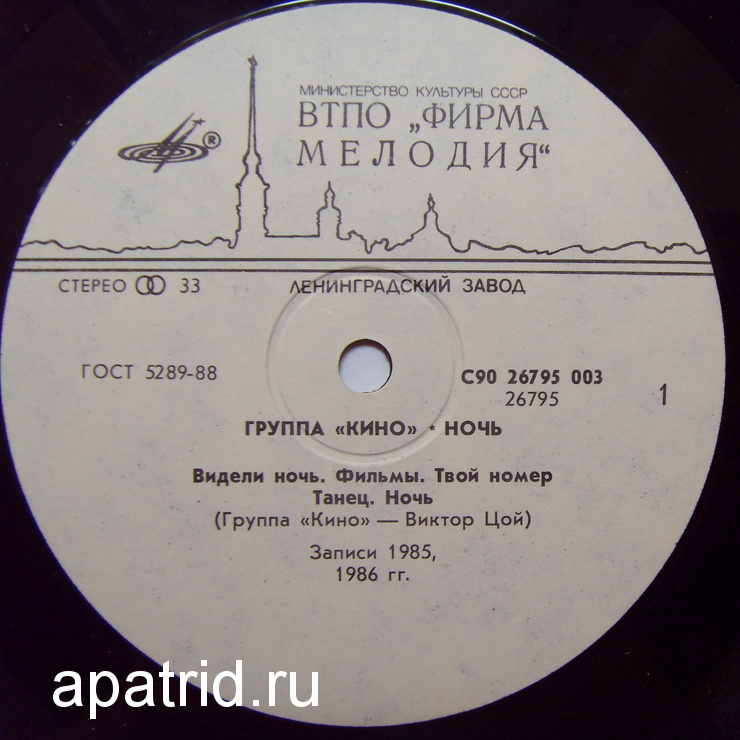 МИНИСТЕРСТВО КУЛЬТУРЫ СССР
ВТПО „ФИРМА
МЕЛОДИЯ“
®
СТЕРЕО 33 ЛЕНИНГРАДСКИЙ ЗАВОД
ГОСТ 5289-88 С90 26795 003
26795 1
ГРУППА «КИНО» * НОЧЬ
Видели ночь. Фильмы. Твой номер
Танец. Ночь
(Группа «Кино» — Виктор Цой)
Записи 1985,
1986 гг.
apatrid.ru